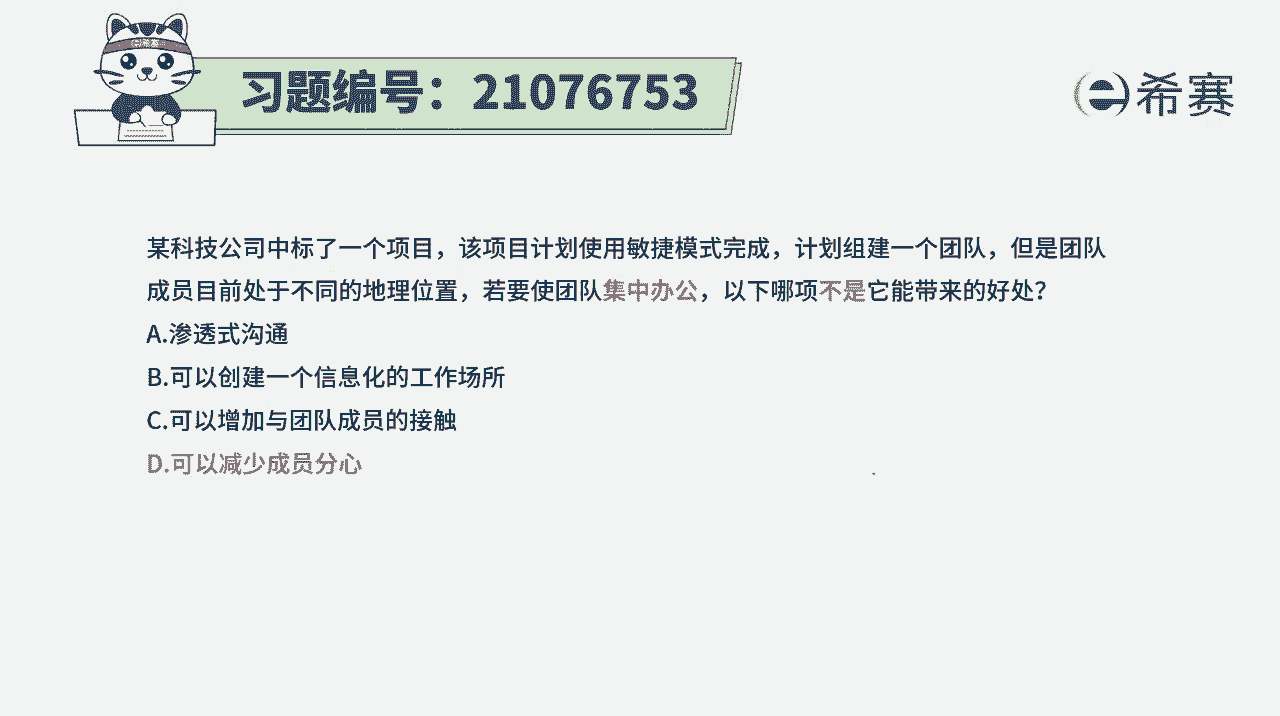 习题编号：21076753
希赛
某科技公司中标了一个项目，该项目计划使用敏捷模式完成，计划组建一个团队，但是团队
成员目前处于不同的地理位置，若要使团队集中办公，以下哪项不是它能带来的好处？
A.渗透式沟通
B.可以创建一个信息化的工作场所
C.可以增加与团队成员的接触
D.可以减少成员分心